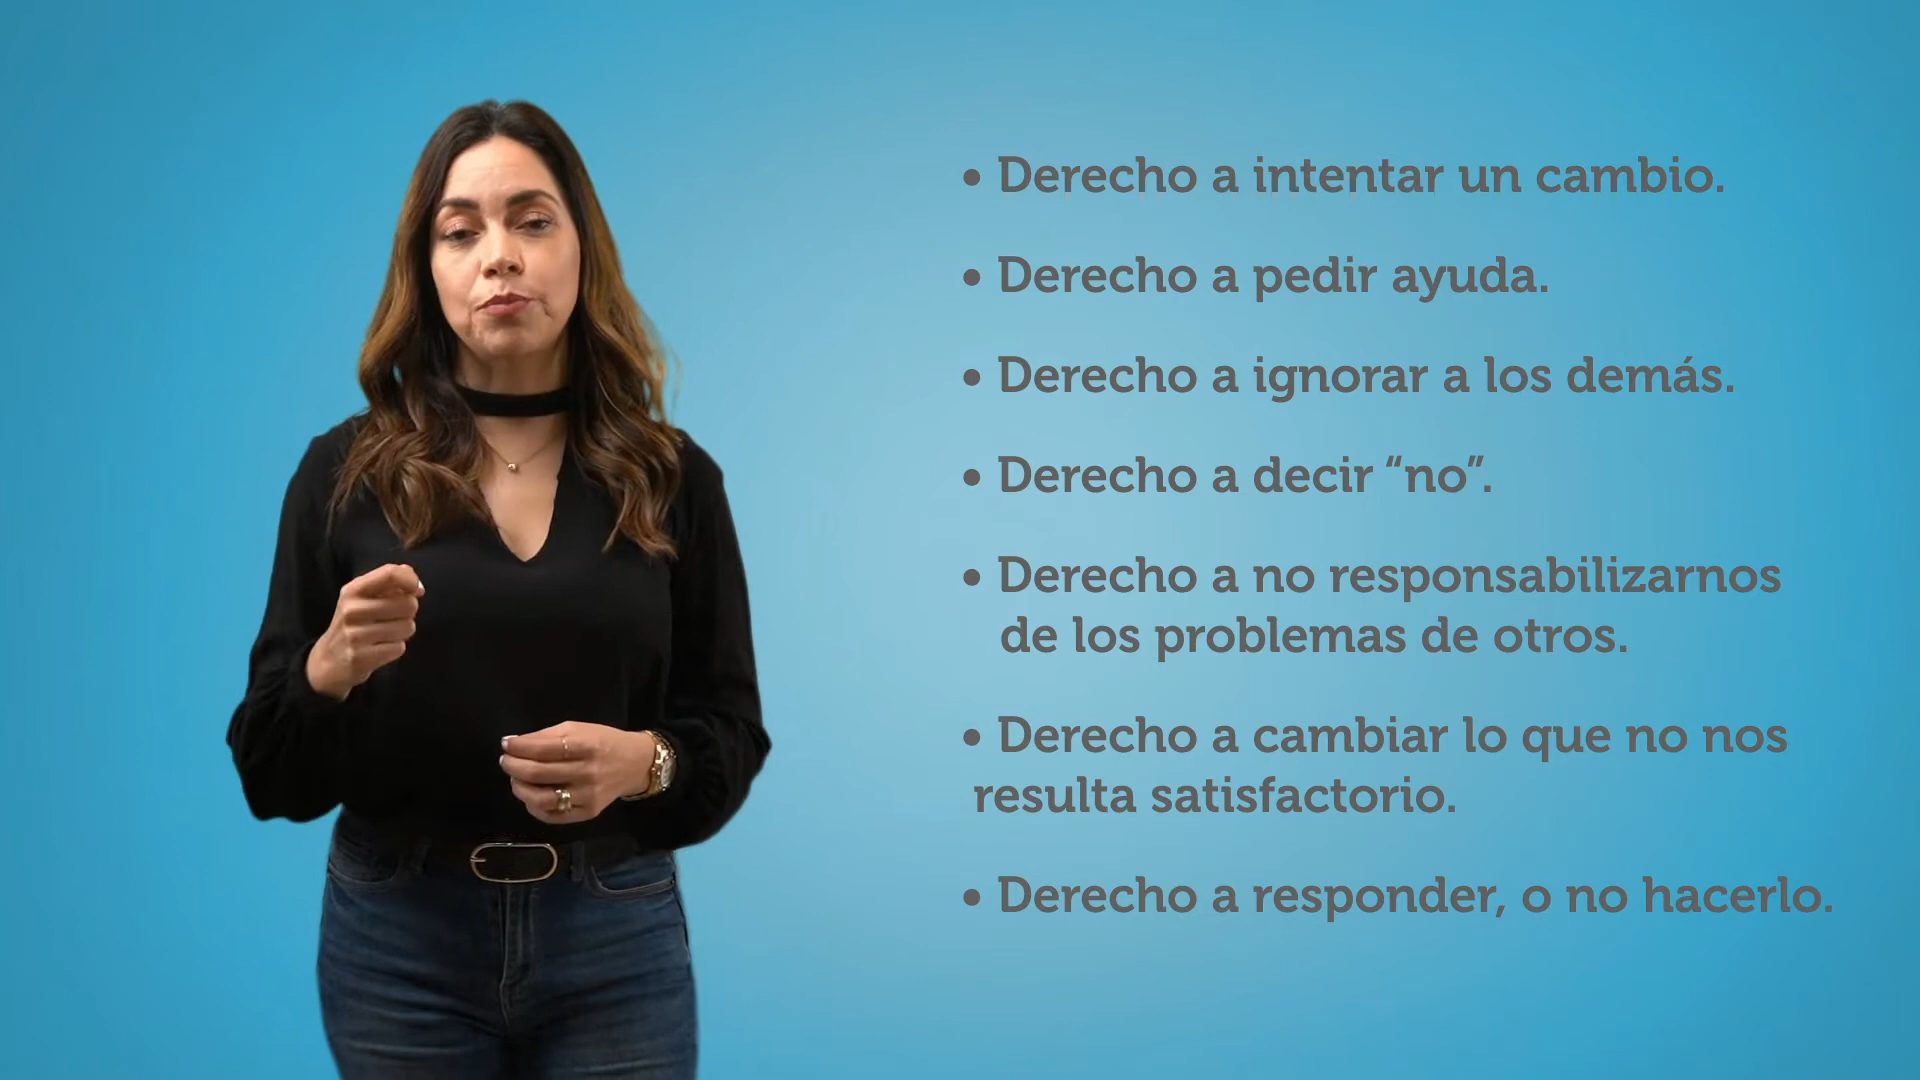 • Derecho a intentar un cambio.
• Derecho a pedir ayuda.
• Derecho a ignorar a los demás.
• Derecho a decir “no”.
• Derecho a no responsabilizarnos
de los problemas de otros.
• Derecho a cambiar lo que no nos
resulta satisfactorio.
• Derecho a responder, o no hacerlo.